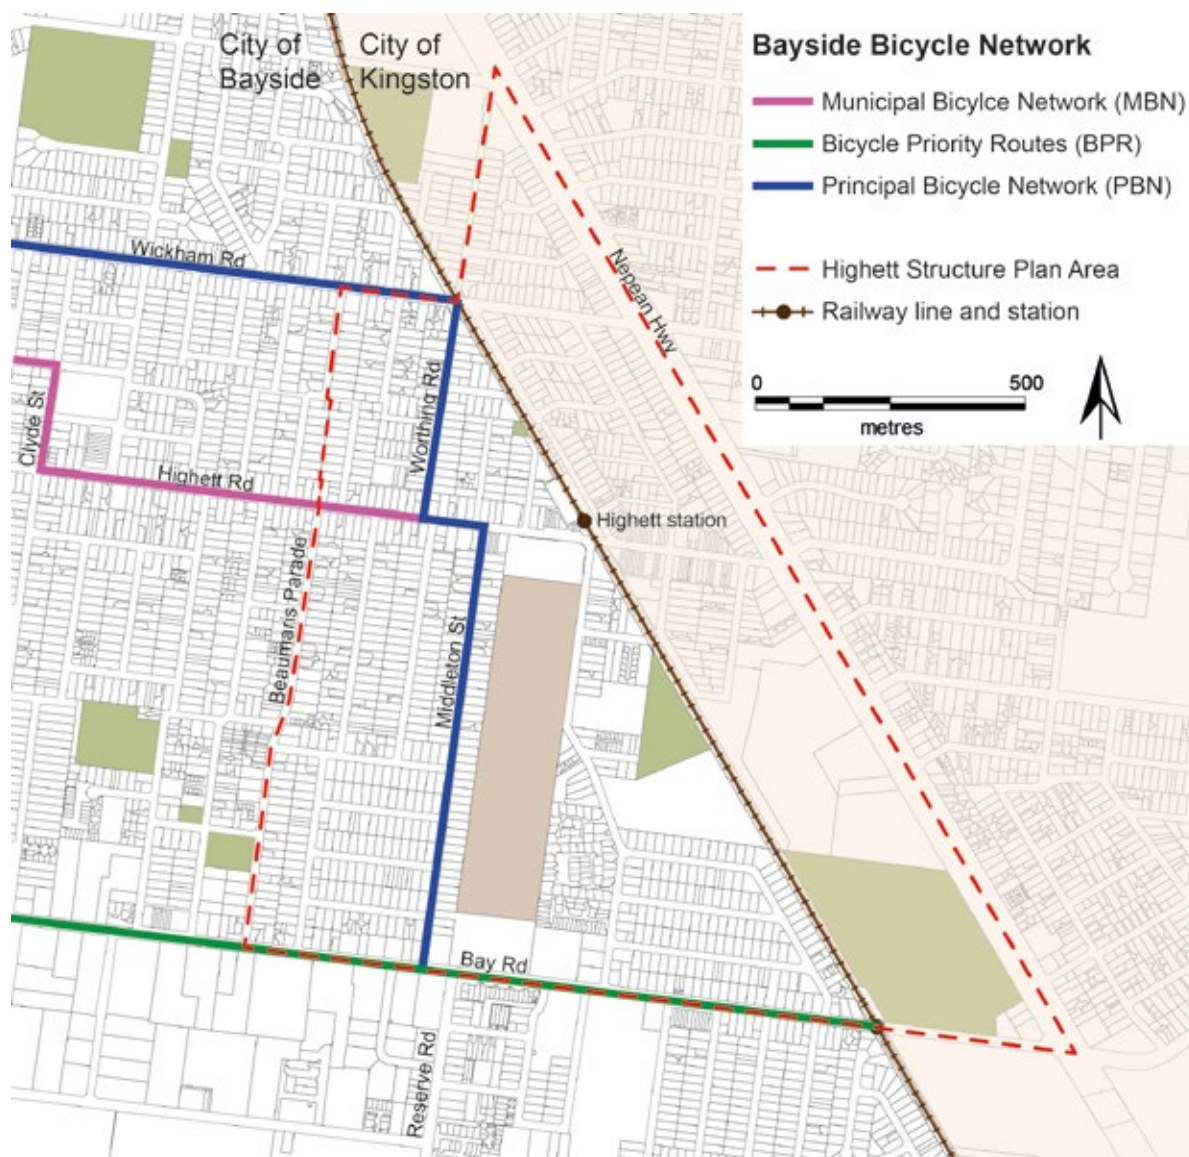 City of
Bayside
City of
Kingston
Bayside Bicycle Network
Municipal Bicylce Network (MBN)
Bicycle Priority Routes (BPR)
Principal Bicycle Network (PBN)
Highett Structure Plan Area
Railway line and station
0
500
metres
Wickham Rd
Nepean Hwy
Worthing Rd
Clyde St
Highett Rd
Highett station
Beaumaris Parade
Middleton St
Bay Rd
Reserve Rd